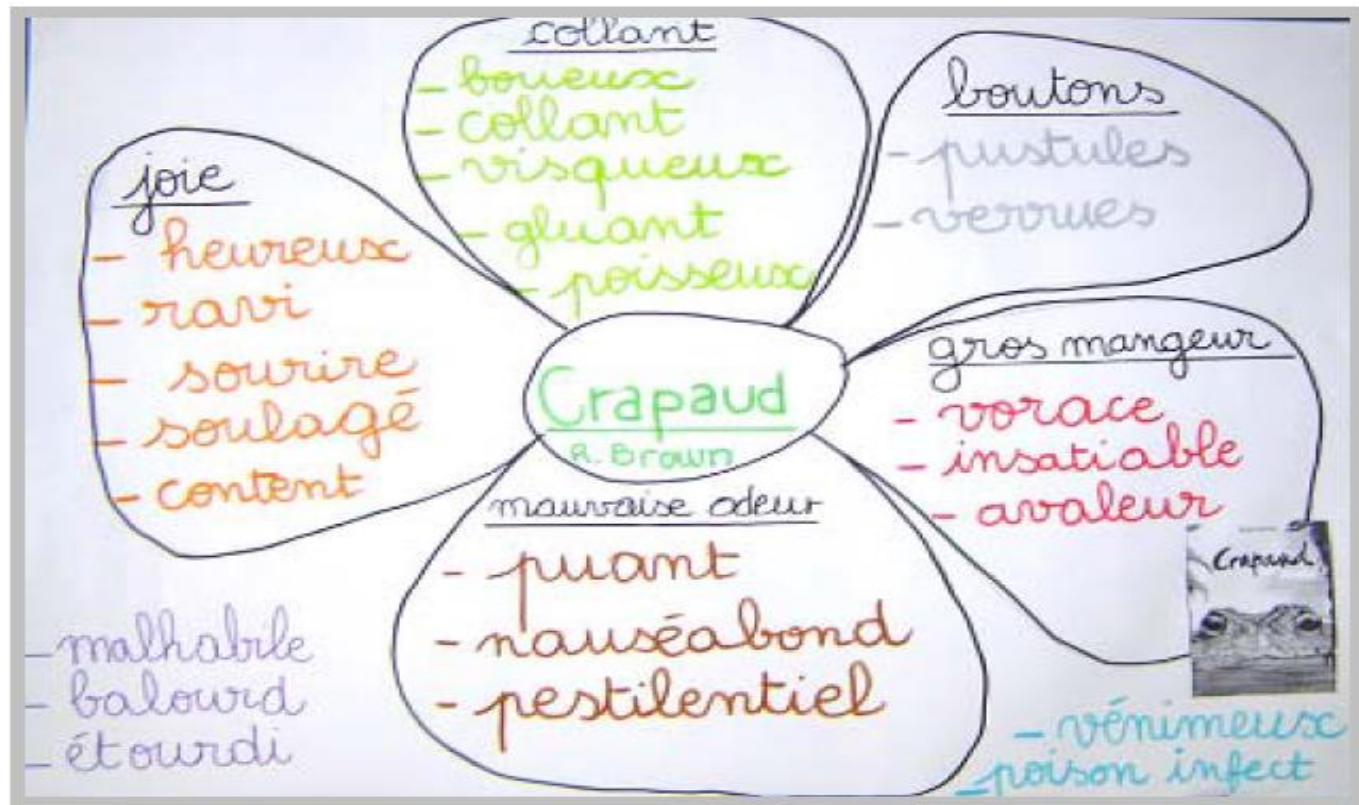 collant
- boueux
- collant
- visqueux
- gluant
- poisseux
boutons
- pustules
- verrues
joie
- heureux
- ravi
- sourire
- soulagé
- content
Crapaud
R. Brown
gros mangeur
- vorace
- insatiable
- avaleur
Crapaud
mauvaise odeur
- puant
- nauséabond
- pestilentiel
- malhabile
- balourd
- étourdi
- vénimeux
- poison infect